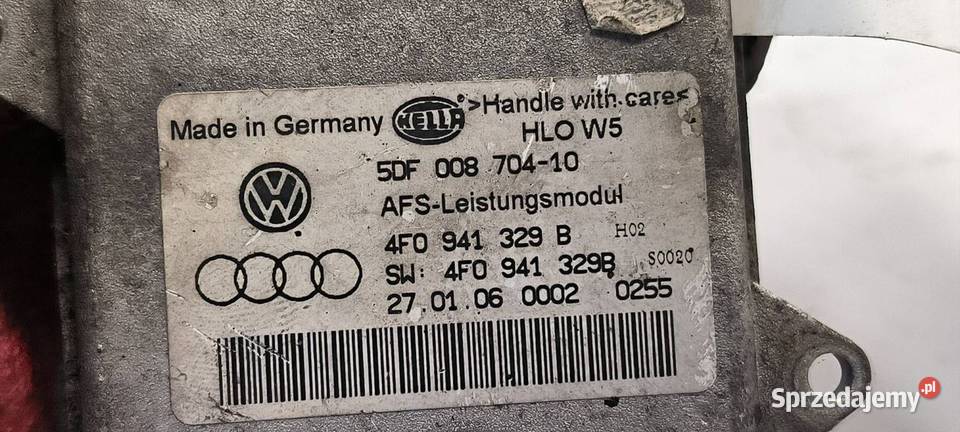 Made in Germany HELLA >Handle with care<
HLO W5
5DF 008 704-10
AFS-Leistungsmodul
4F0 941 329 B H02
SW: 4F0 941 329B S0020
27.01.06 0002 0255
Sprzedajemy.pl